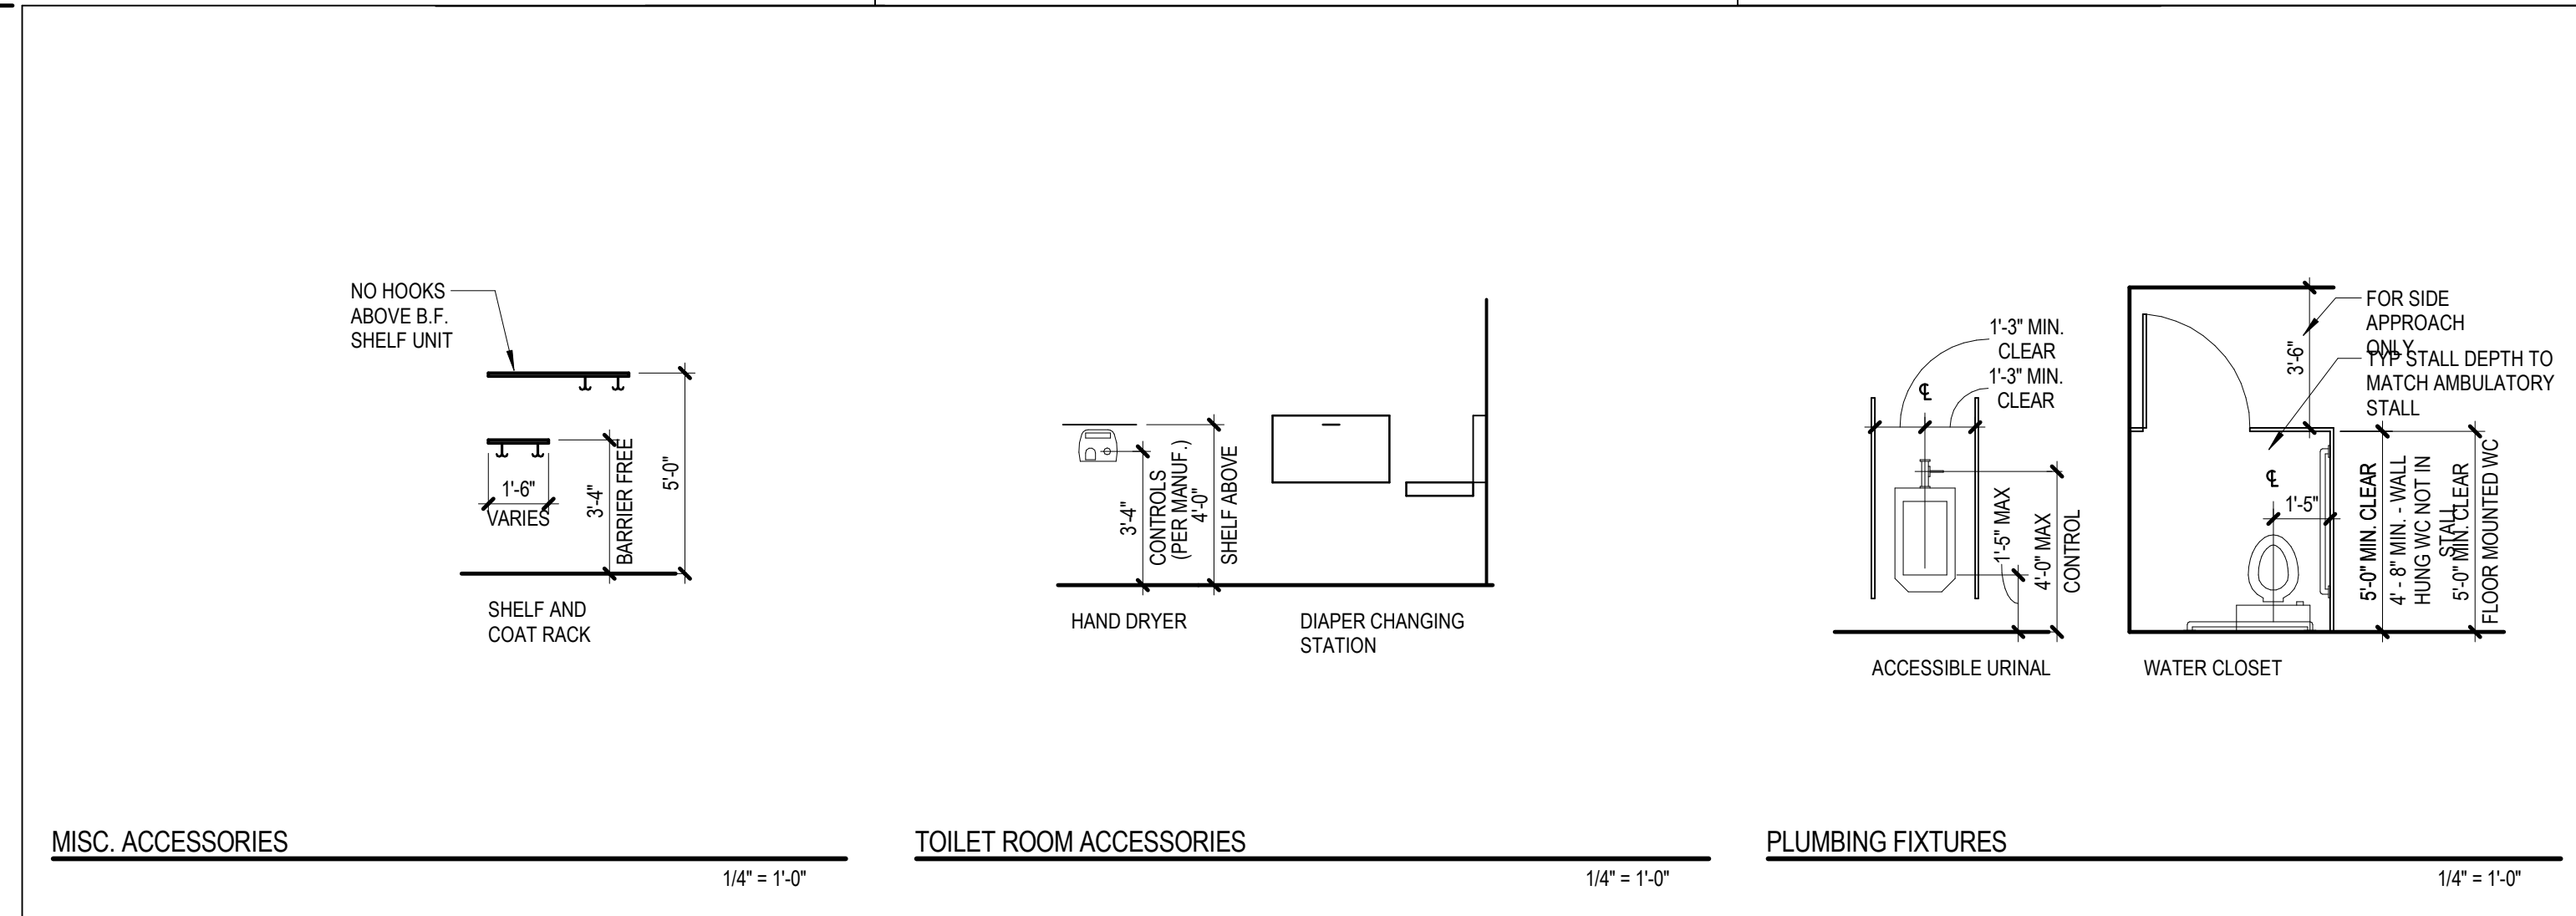 NO HOOKS
ABOVE B.F.
SHELF UNIT
1'-6"
VARIES
3'-4"
BARRIER FREE
5'-0"
SHELF AND
COAT RACK
MISC. ACCESSORIES
1/4" = 1'-0"
3'-4"
CONTROLS
(PER MANUF.)
4'-0"
SHELF ABOVE
HAND DRYER
DIAPER CHANGING
STATION
TOILET ROOM ACCESSORIES
1/4" = 1'-0"
1'-3" MIN.
CLEAR
1'-3" MIN.
CLEAR
℄
1'-5" MAX
4'-0" MAX
CONTROL
ACCESSIBLE URINAL
FOR SIDE
APPROACH
ONLY
TYP STALL DEPTH TO
MATCH AMBULATORY
STALL
3'-6"
℄
1'-5"
5'-0" MIN. CLEAR
4' - 8" MIN. - WALL
HUNG WC NOT IN
STALL
5'-0" MIN. CLEAR
FLOOR MOUNTED WC
WATER CLOSET
PLUMBING FIXTURES
1/4" = 1'-0"